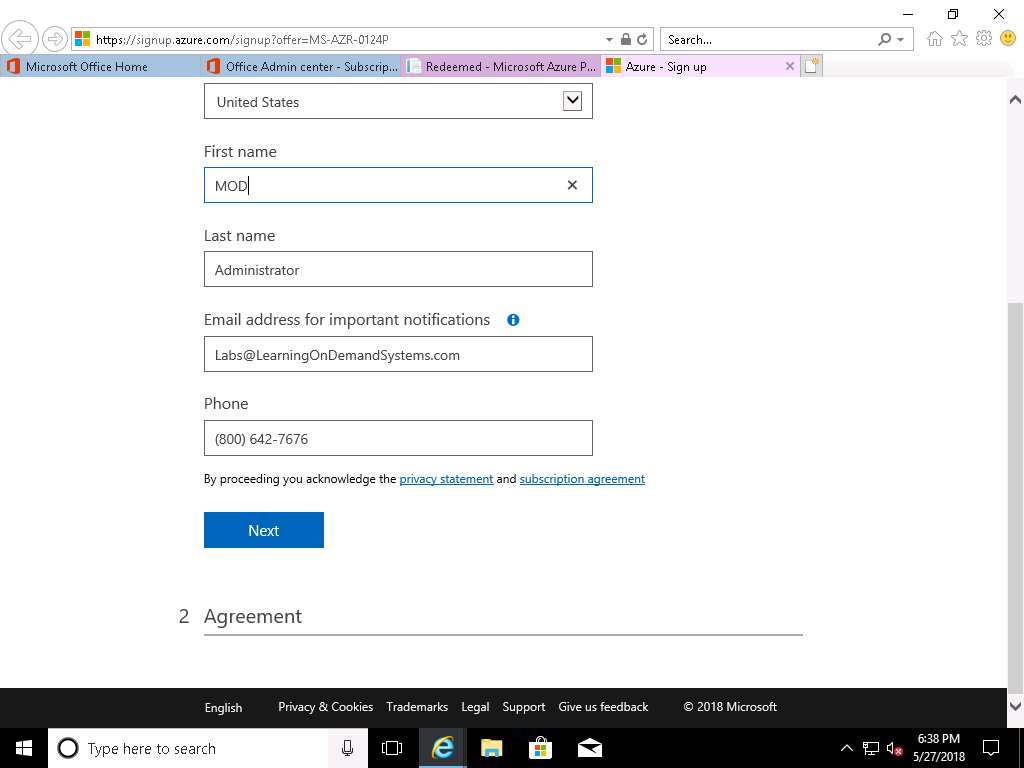 https://signup.azure.com/signup?offer=MS-AZR-0124P
Search...
Microsoft Office Home
Office Admin center - Subscrip...
Redeemed - Microsoft Azure P...
Azure - Sign up
United States
First name
MOD
Last name
Administrator
Email address for important notifications
Labs@LearningOnDemandSystems.com
Phone
(800) 642-7676
By proceeding you acknowledge the privacy statement and subscription agreement
Next
2 Agreement
English Privacy & Cookies Trademarks Legal Support Give us feedback © 2018 Microsoft
Type here to search
6:38 PM
5/27/2018